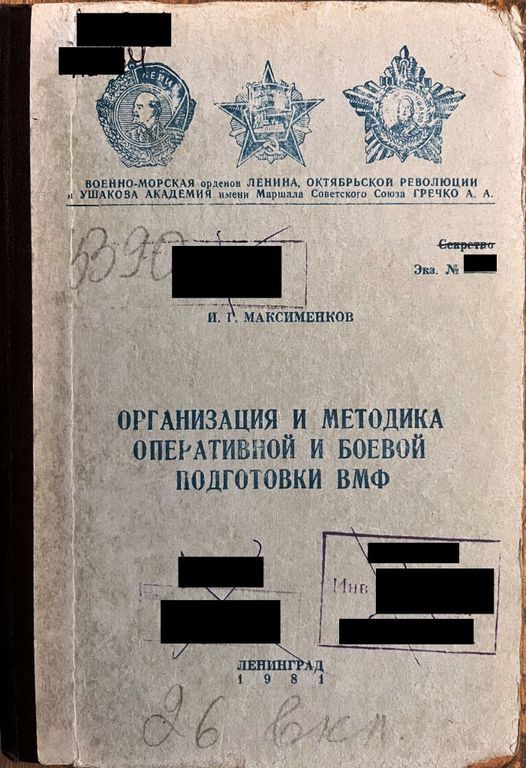 ВОЕННО-МОРСКАЯ орденов ЛЕНИНА, ОКТЯБРЬСКОЙ РЕВОЛЮЦИИ
и УШАКОВА АКАДЕМИЯ имени Маршала Советского Союза ГРЕЧКО А. А.
Секретно
Экз. №
И. Г. МАКСИМЕНКОВ
ОРГАНИЗАЦИЯ И МЕТОДИКА
ОПЕРАТИВНОЙ И БОЕВОЙ
ПОДГОТОВКИ ВМФ
Инв
ЛЕНИНГРАД
1981
26 вкл.